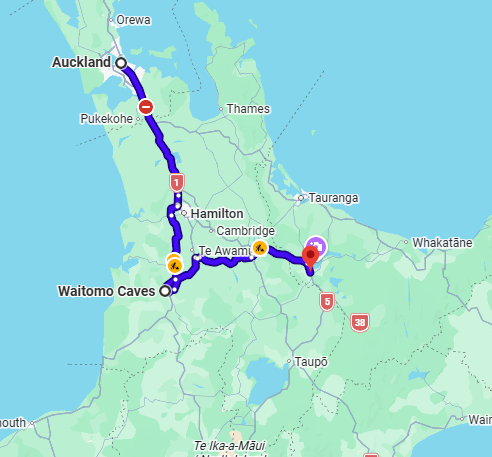 Orewa
Auckland
Thames
Pukekohe
1
Tauranga
Hamilton
Cambridge
Whakatāne
Te Awam
Waitomo Caves
5
38
Taupō
mouth
Wair
Te Ika-a-Māui